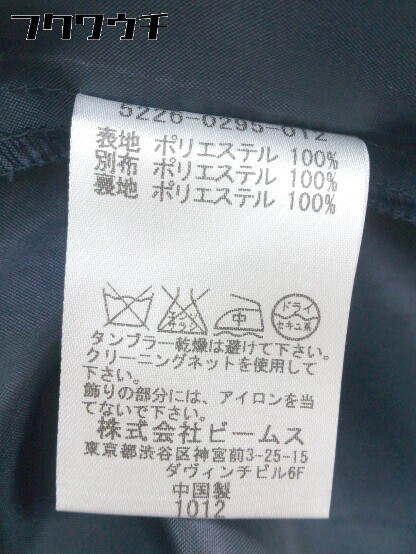 フクワウチ
5226-0295-012
表地 ポリエステル 100%
別布 ポリエステル 100%
裏地 ポリエステル 100%
エンソサラシ
中
ドライ
セキユ系
タンブラー乾燥は避けて下さい。
クリーニングネットを使用して
下さい。
飾りの部分には、アイロンを当
てないで下さい。
株式会社ビームス
東京都渋谷区神宮前3-25-15
ダヴィンチビル6F
中国製
1012